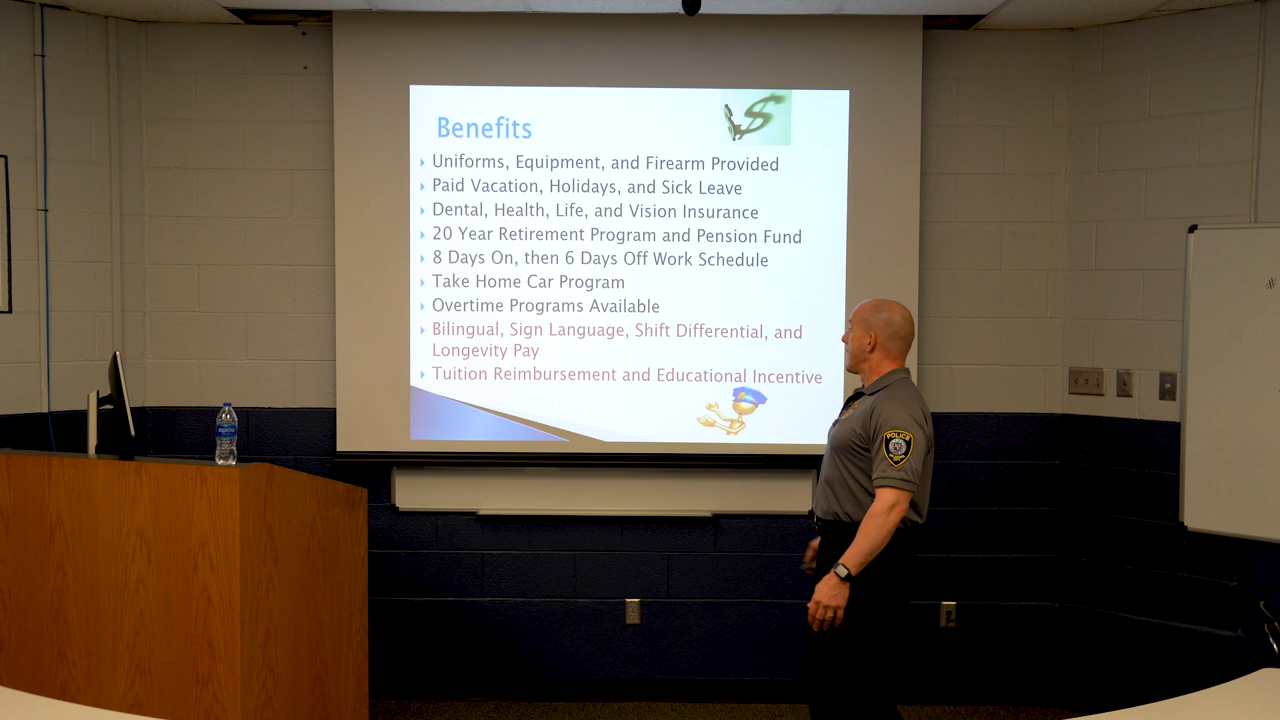 Benefits
Uniforms, Equipment, and Firearm Provided
Paid Vacation, Holidays, and Sick Leave
Dental, Health, Life, and Vision Insurance
20 Year Retirement Program and Pension Fund
8 Days On, then 6 Days Off Work Schedule
Take Home Car Program
Overtime Programs Available
Bilingual, Sign Language, Shift Differential, and
Longevity Pay
Tuition Reimbursement and Educational Incentive
$
POLICE